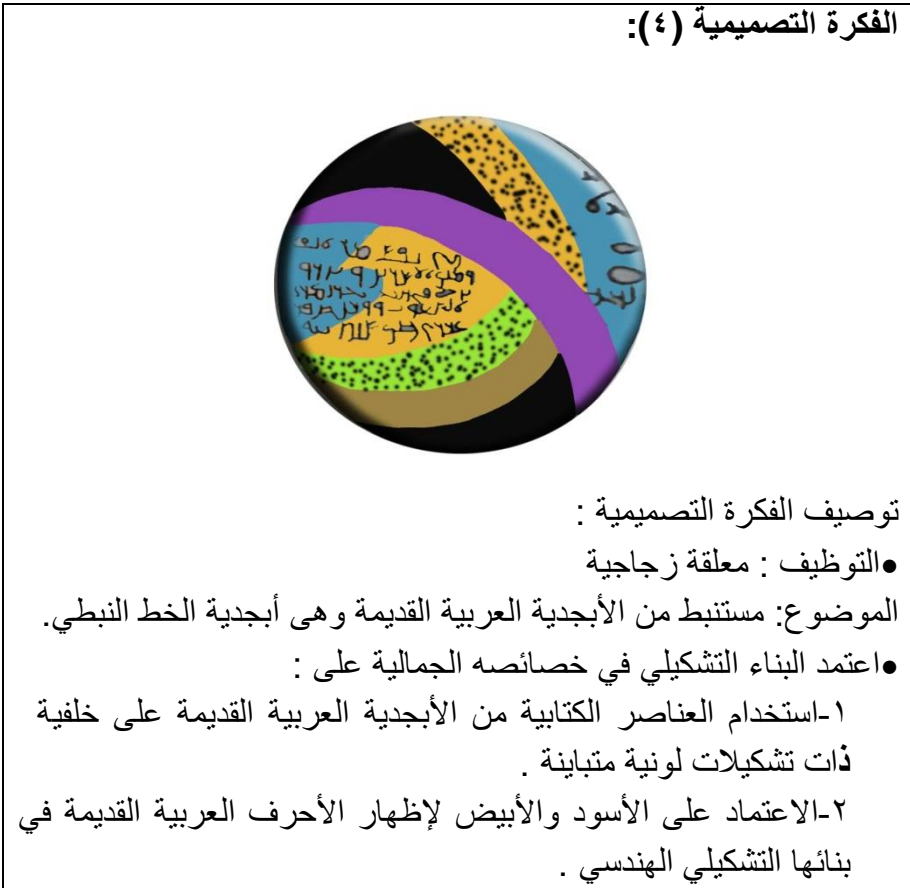 الفكرة التصميمية (٤):
توصيف الفكرة التصميمية :
●التوظيف : معلقة زجاجية
الموضوع: مستنبط من الأبجدية العربية القديمة وهى أبجدية الخط النبطي.
●اعتمد البناء التشكيلي في خصائصه الجمالية على :
١-استخدام العناصر الكتابية من الأبجدية العربية القديمة على خلفية
ذات تشكيلات لونية متباينة .
٢-الاعتماد على الأسود والأبيض لإظهار الأحرف العربية القديمة في
بنائها التشكيلي الهندسي .